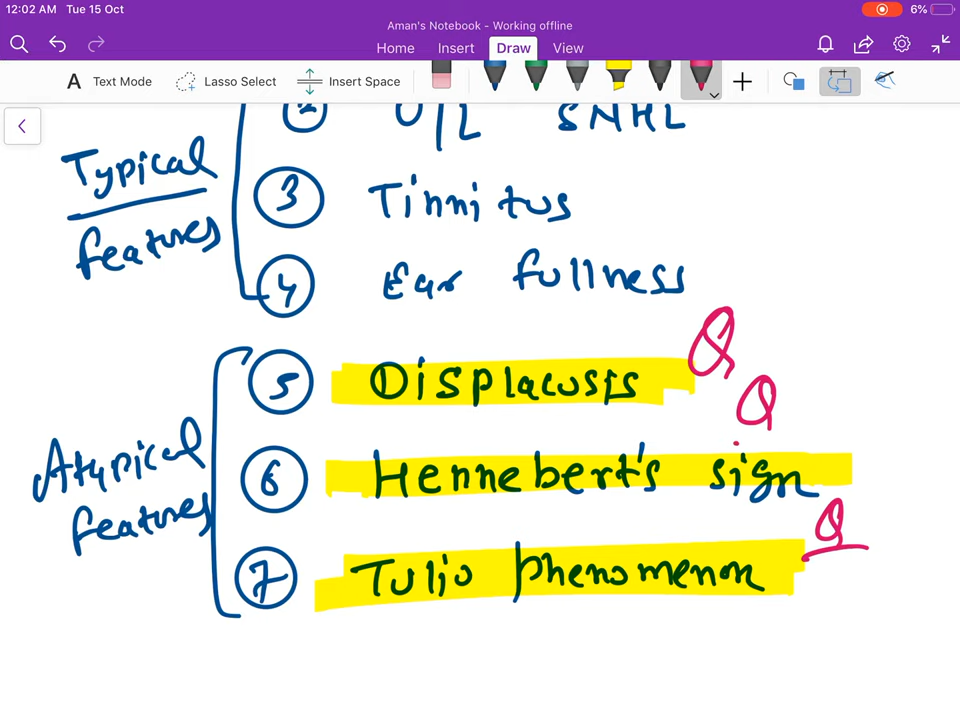 12:02 AM Tue 15 Oct 6%
Aman's Notebook - Working offline
Home Insert Draw View
A Text Mode Lasso Select Insert Space
2 U/L SNHL
Typical features
3 Tinnitus
4 Ear fullness
5 Displacusis Q Q
Atypical features
6 Hennebert's sign
7 Tulio phenomenon Q